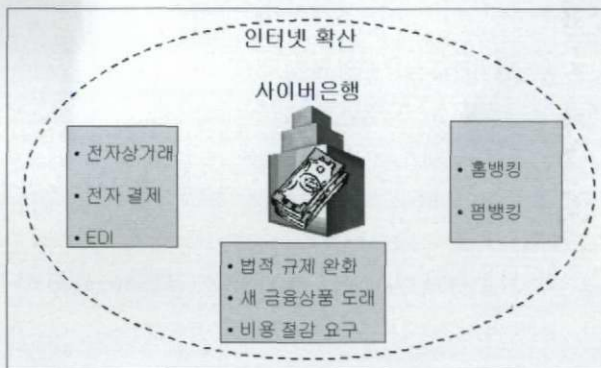 인터넷 확산
사이버은행
• 전자상거래
• 전자 결제
• EDI
• 홈뱅킹
• 펌뱅킹
• 법적 규제 완화
• 새 금융상품 도래
• 비용 절감 요구